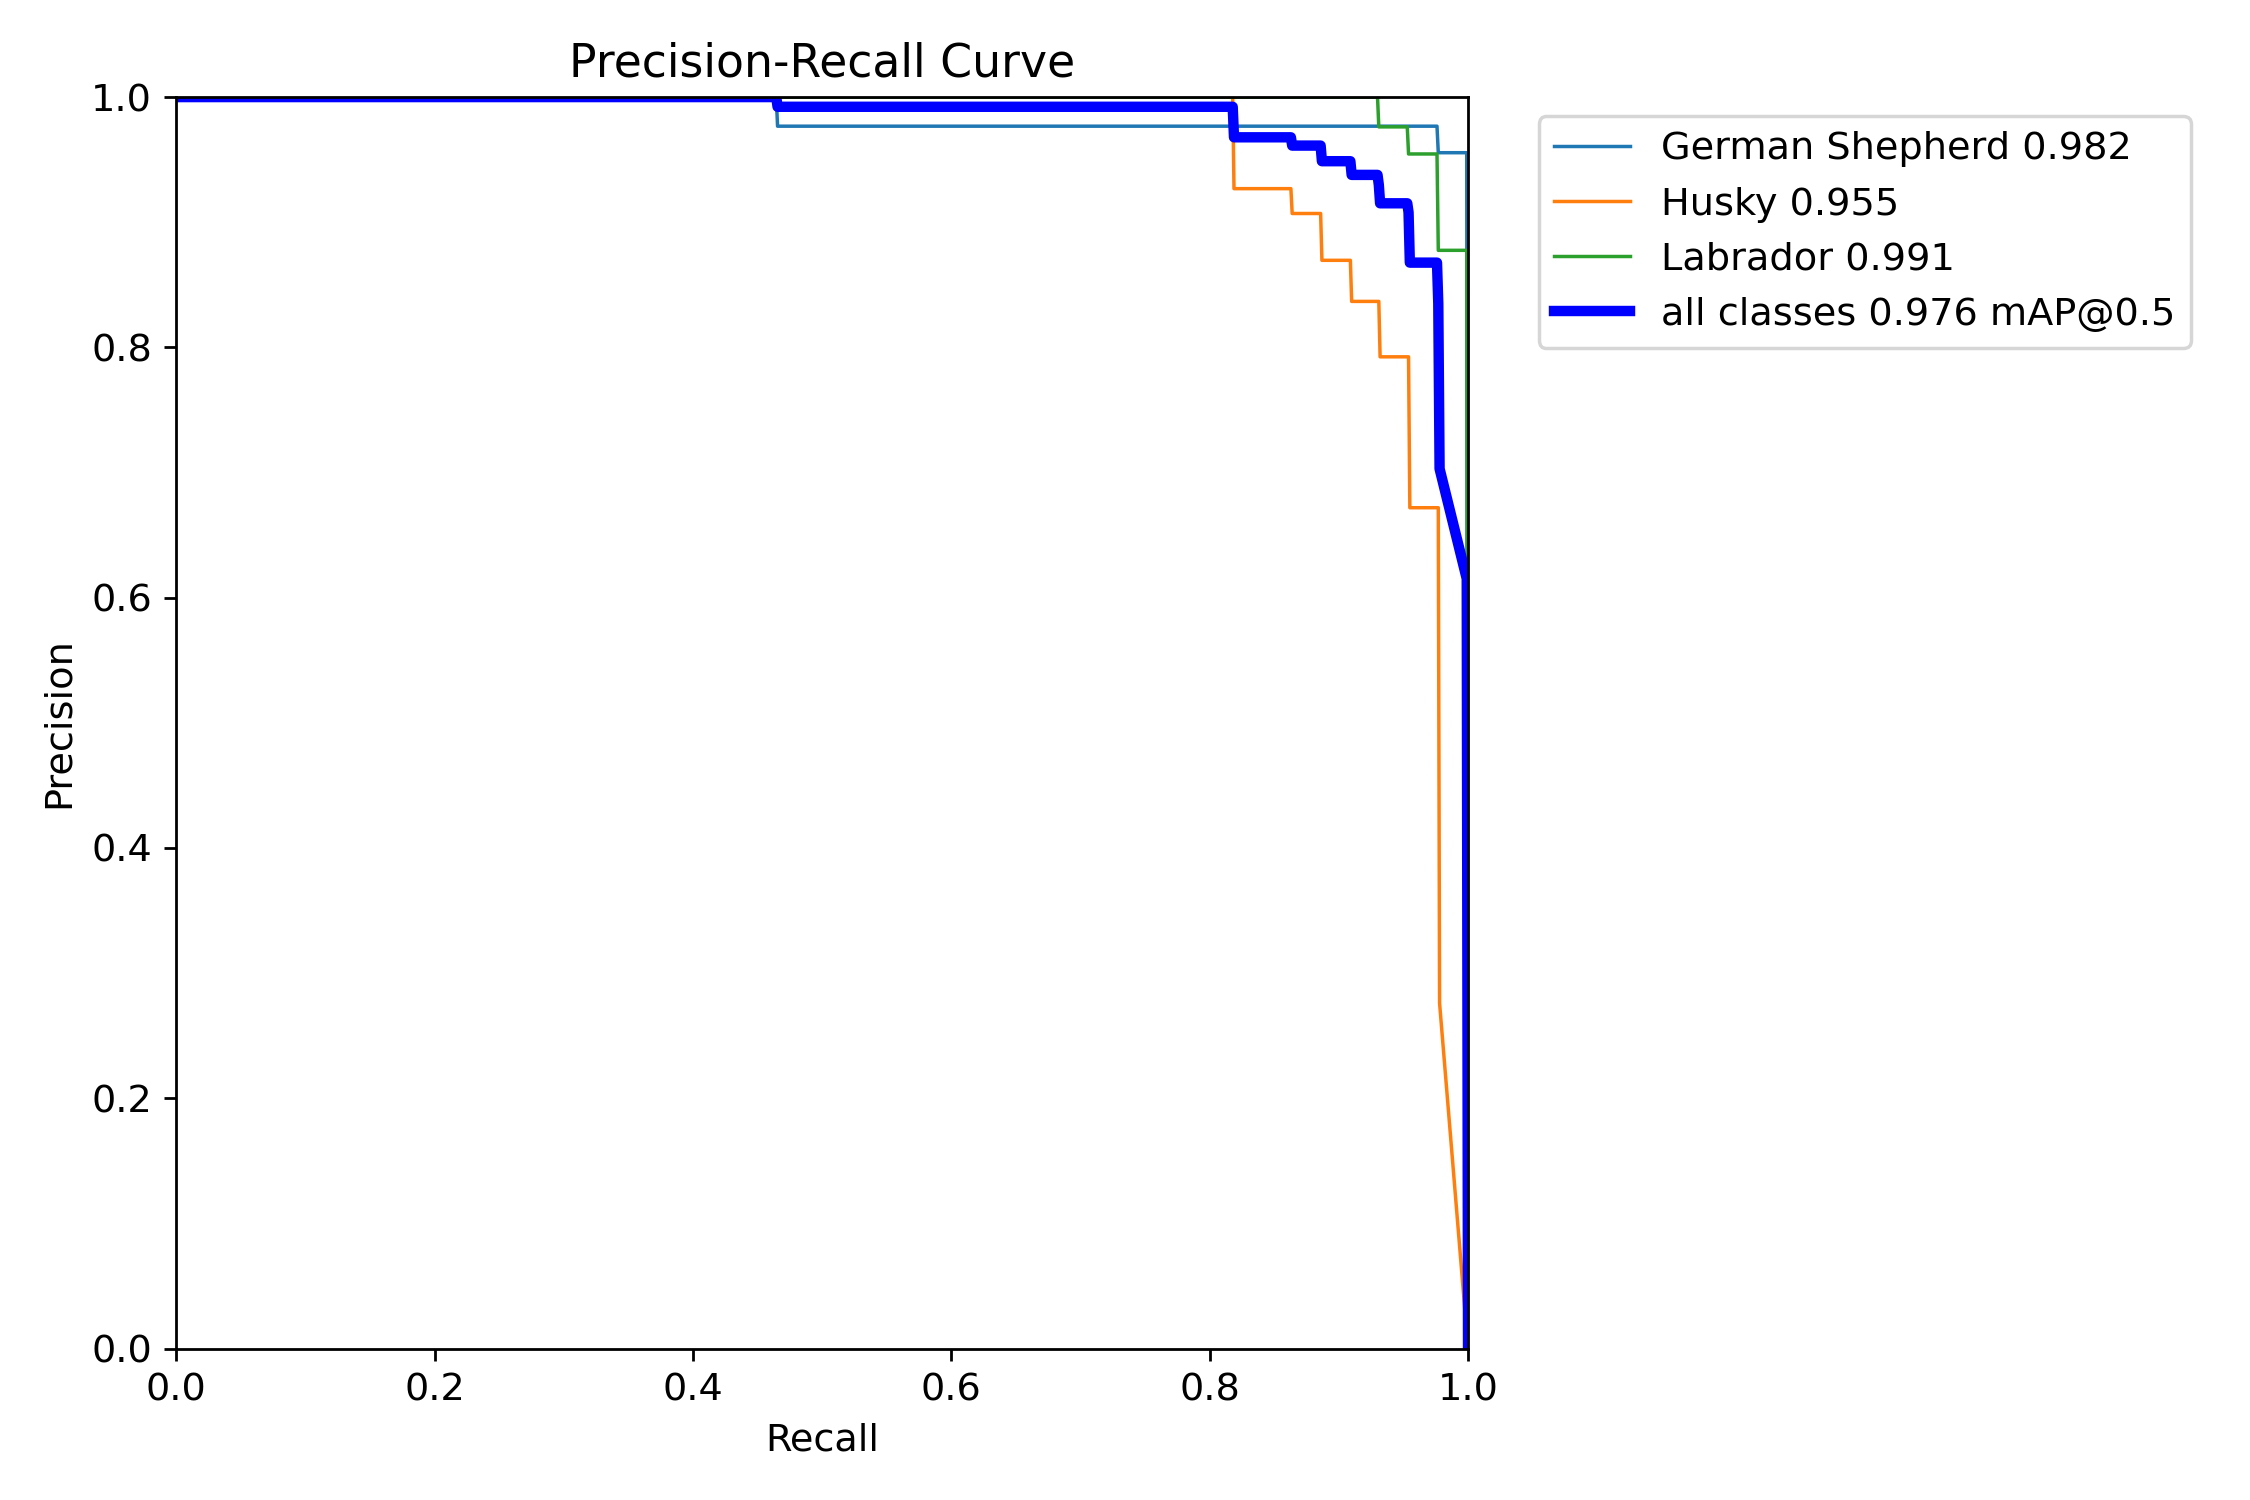 Precision-Recall Curve
1.0
0.8
0.6
0.4
0.2
0.0
Precision
0.0 0.2 0.4 0.6 0.8 1.0
Recall
German Shepherd 0.982
Husky 0.955
Labrador 0.991
all classes 0.976 mAP@0.5